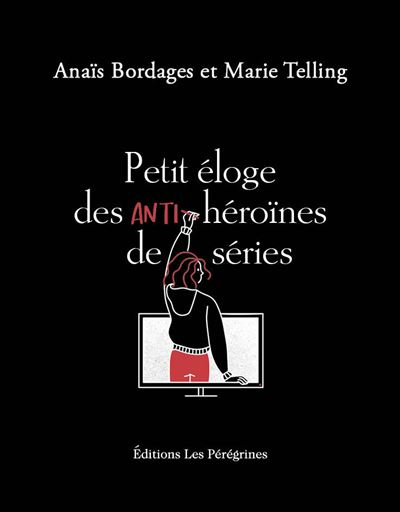 Anaïs Bordages et Marie Telling
Petit éloge
des ANTI-héroïnes
de séries
Éditions Les Pérégrines